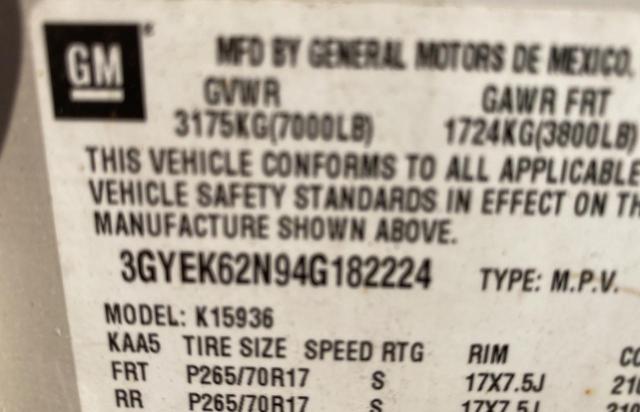 GM
MFD BY GENERAL MOTORS DE MEXICO,
GVWR GAWR FRT
3175KG(7000LB) 1724KG(3800LB)
THIS VEHICLE CONFORMS TO ALL APPLICABLE
VEHICLE SAFETY STANDARDS IN EFFECT ON TH
MANUFACTURE SHOWN ABOVE.
3GYEK62N94G182224 TYPE: M.P.V.
MODEL: K15936
KAA5 TIRE SIZE SPEED RTG RIM CO
FRT P265/70R17 S 17X7.5J
RR P265/70R17 S 17X7.5J